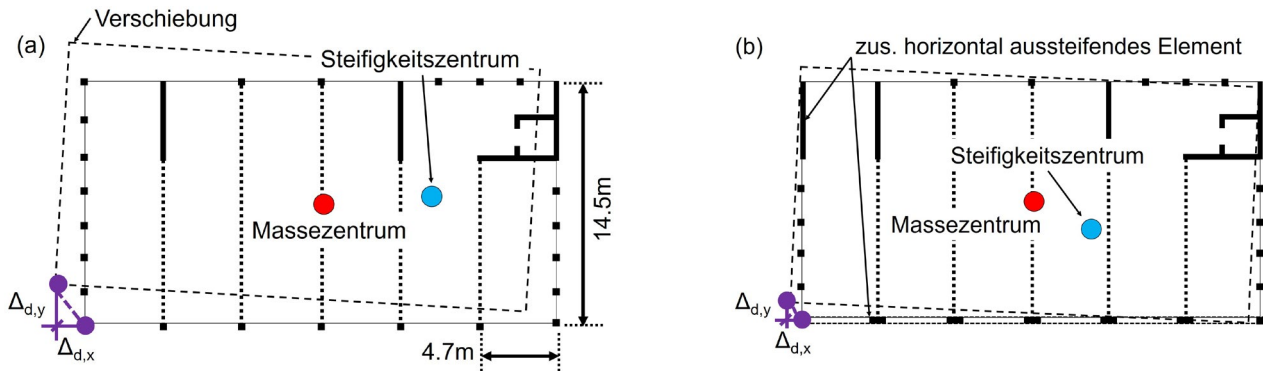 (a)
Verschiebung
Steifigkeitszentrum
Massezentrum
14.5m
4.7m
Δd,y
Δd,x
(b)
zus. horizontal aussteifendes Element
Steifigkeitszentrum
Massezentrum
Δd,y
Δd,x